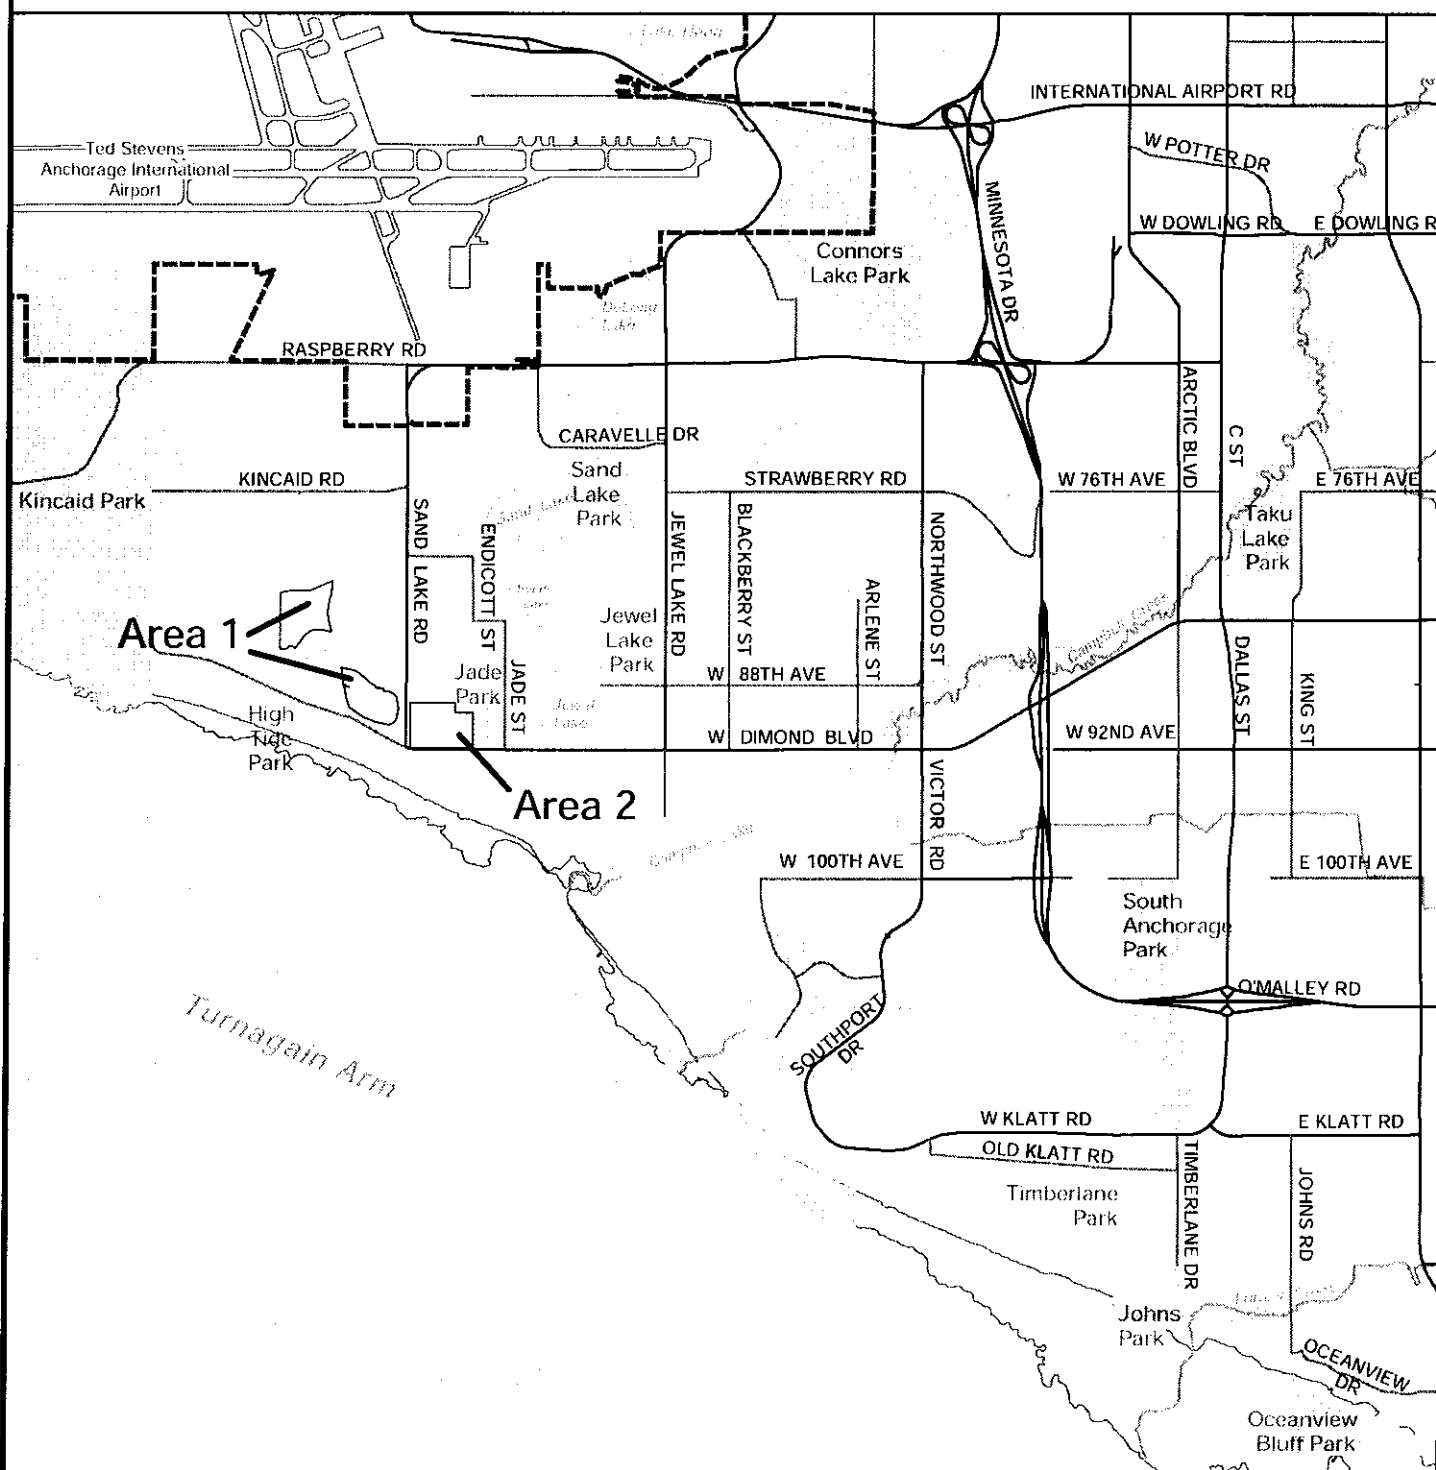 INTERNATIONAL AIRPORT RD
W POTTER DR
Ted Stevens
Anchorage International
Airport
MINNESOTA DR
W DOWLING RD
E DOWLING R
Connors
Lake Park
DeLong
Lake
RASPBERRY RD
ARCTIC BLVD
C ST
CARAVELLE DR
Sand
Lake
Park
KINCAID RD
STRAWBERRY RD
W 76TH AVE
E 76TH AVE
Kincaid Park
SAND LAKE RD
ENDICOTT ST
JEWEL LAKE RD
BLACKBERRY ST
NORTHWOOD ST
Taku
Lake
Park
ARLENE ST
Area 1
Jewel
Lake
Park
Campbell Creek
DALLAS ST
Jade
Park
JADE ST
W 88TH AVE
KING ST
High
Tide
Park
W DIMOND BLVD
W 92ND AVE
Area 2
VICTOR RD
W 100TH AVE
E 100TH AVE
South
Anchorage
Park
O'MALLEY RD
Turnagain Arm
SOUTHPORT
DR
W KLATT RD
E KLATT RD
OLD KLATT RD
TIMBERLANE DR
JOHNS RD
Timberlane
Park
Johns
Park
OCEANVIEW
DR
Oceanview
Bluff Park